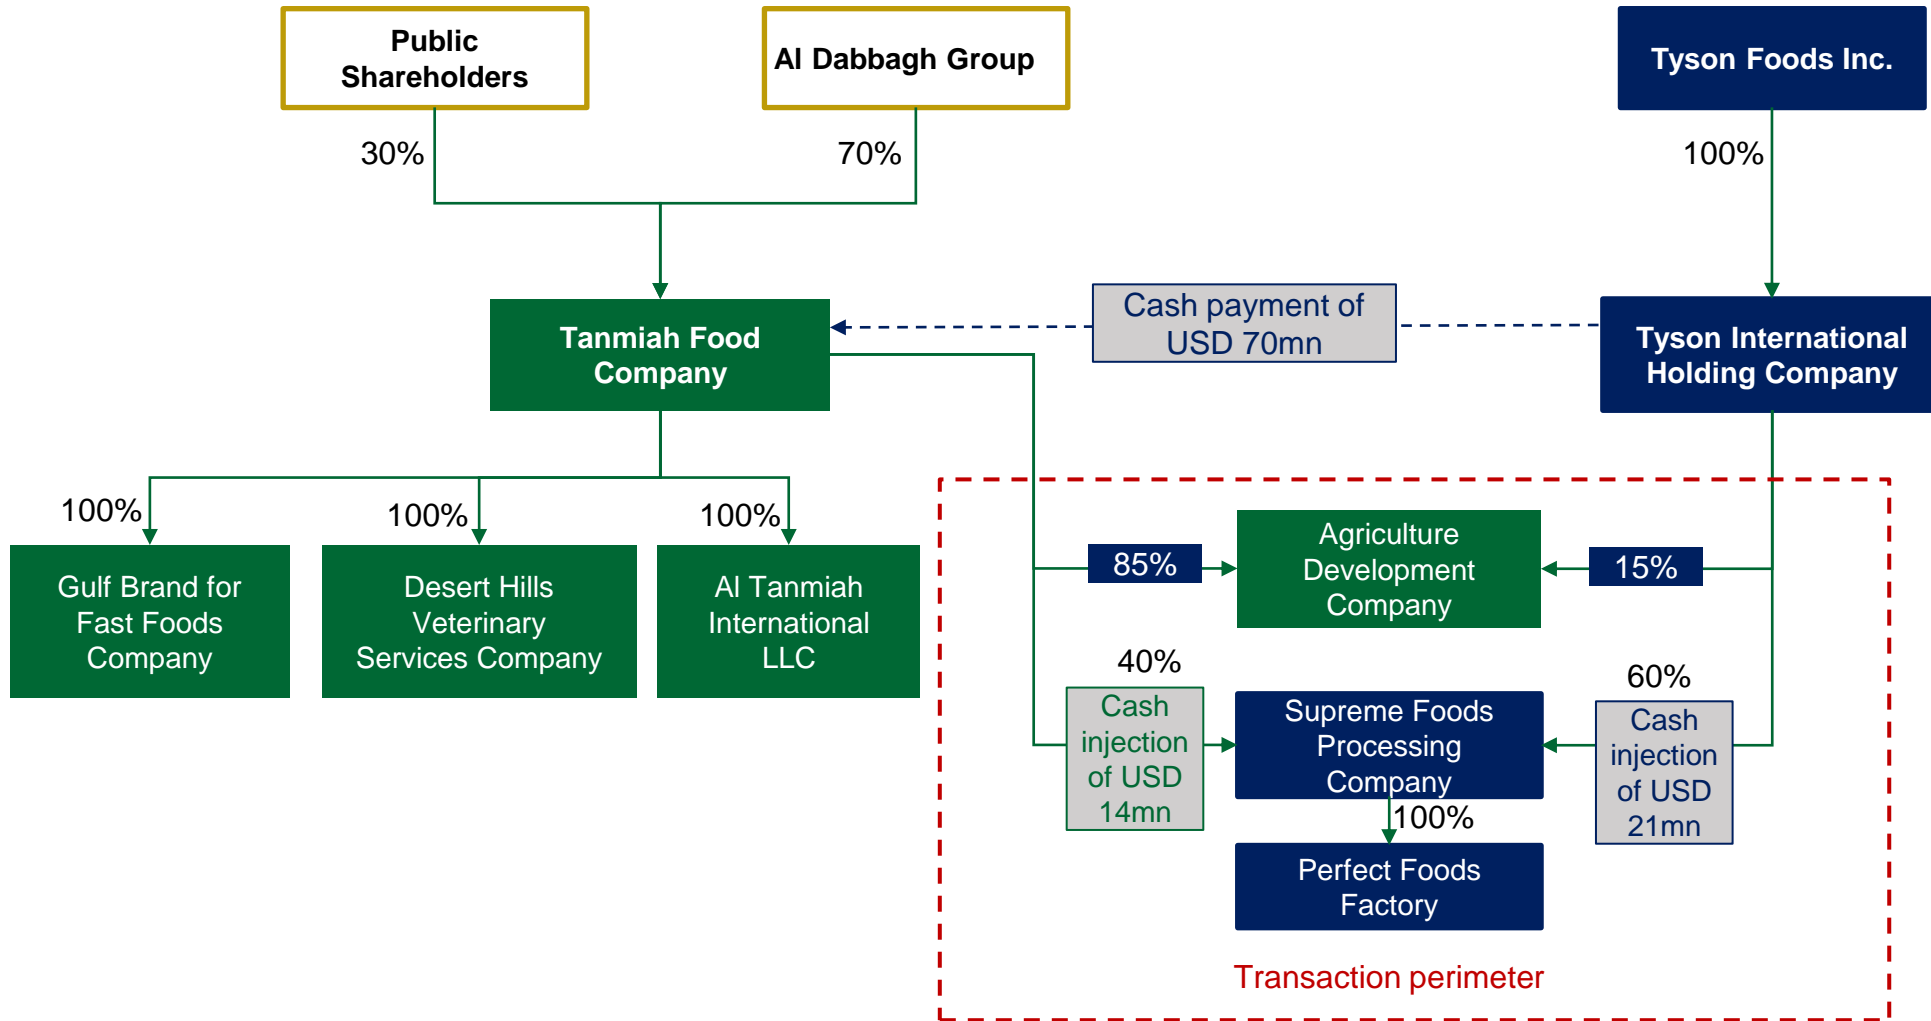 Public
Shareholders
Al Dabbagh Group
Tyson Foods Inc.
30%
70%
100%
Cash payment of
USD 70mn
Tanmiah Food
Company
Tyson International
Holding Company
100%
100%
100%
Gulf Brand for
Fast Foods
Company
Desert Hills
Veterinary
Services Company
Al Tanmiah
International
LLC
85%
Agriculture
Development
Company
15%
40%
Cash
injection
of USD
14mn
Supreme Foods
Processing
Company
60%
Cash
injection
of USD
21mn
100%
Perfect Foods
Factory
Transaction perimeter